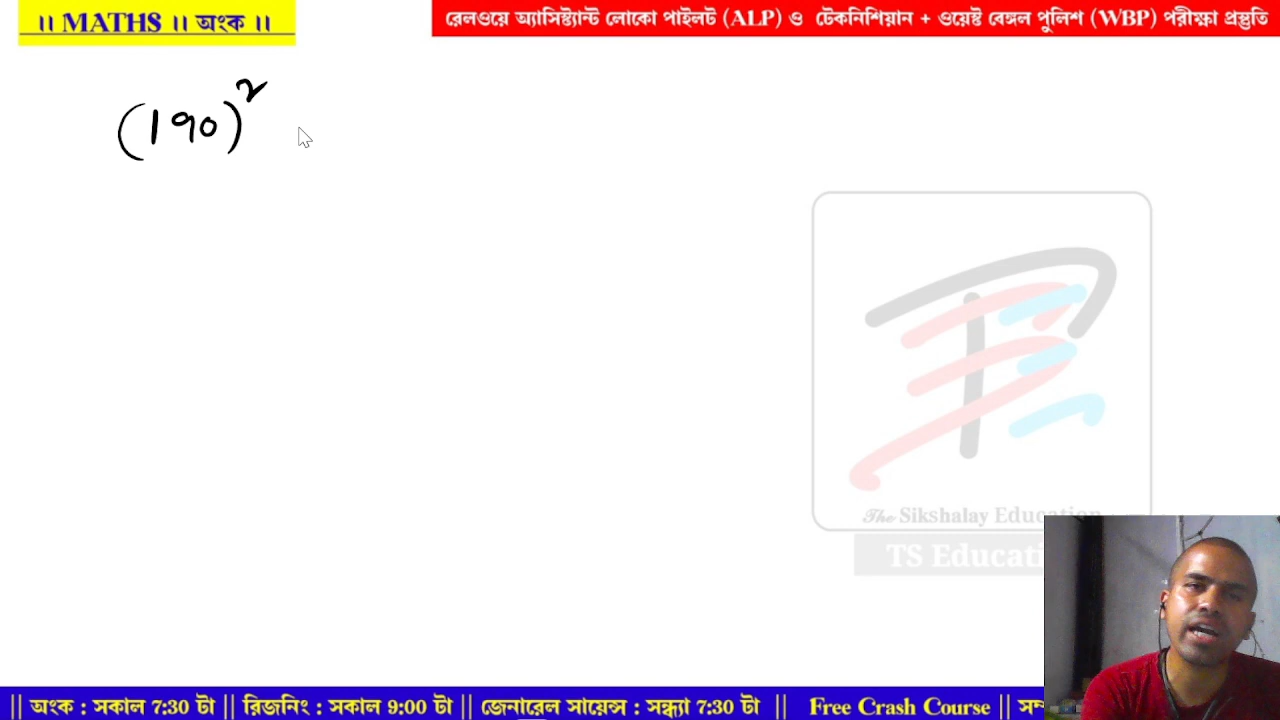 ।। MATHS ।। অংক ।।
রেলওয়ে অ্যাসিস্ট্যান্ট লোকো পাইলট (ALP) ও টেকনিশিয়ান + ওয়েস্ট বেঙ্গল পুলিশ (WBP) পরীক্ষা প্রস্তুতি
(190)²
The Sikshalay Education
TS Educati
|| অংক : সকাল 7:30 টা || রিজনিং : সকাল 9:00 টা || জেনারেল সায়েন্স : সন্ধ্যা 7:30 টা || Free Crash Course || সম